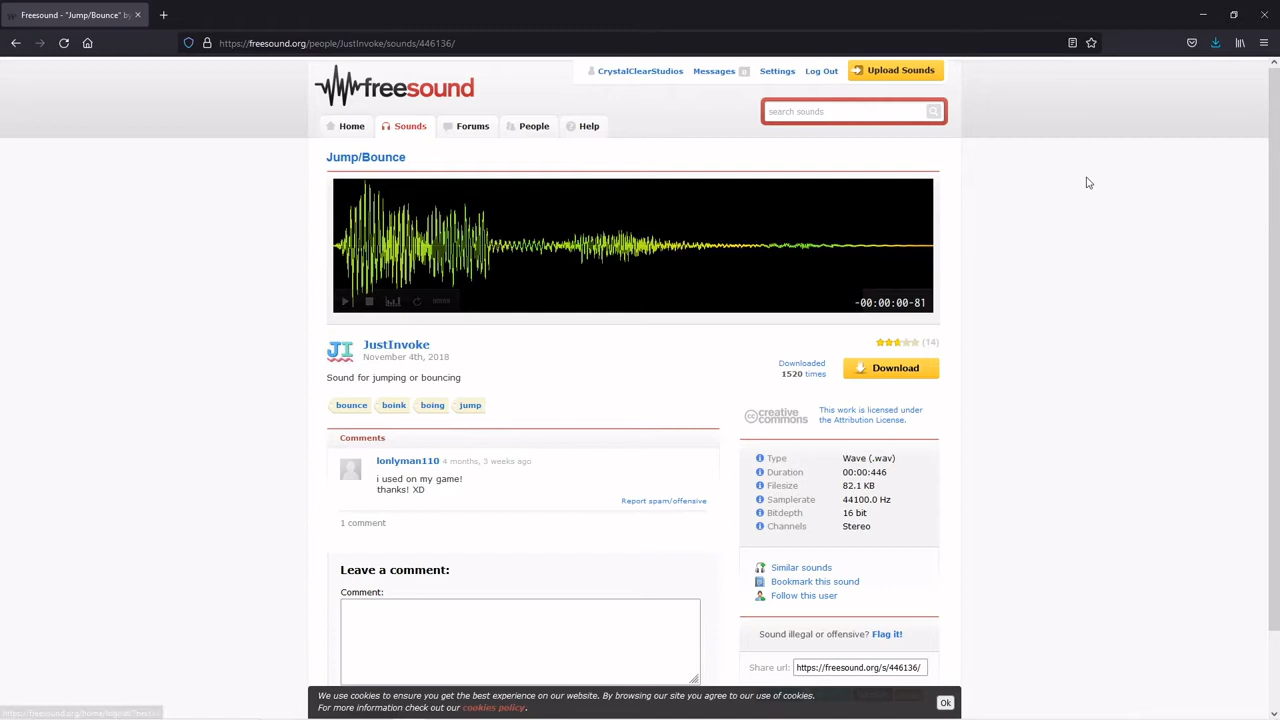 Freesound - "Jump/Bounce" by
https://freesound.org/people/JustInvoke/sounds/446136/
freesound
CrystalClearStudios Messages 0 Settings Log Out Upload Sounds
search sounds
Home Sounds Forums People Help
Jump/Bounce
-00:00:00-81
JustInvoke
November 4th, 2018
(14)
Downloaded
1520 times
Download
Sound for jumping or bouncing
bounce boink boing jump
creative commons
This work is licensed under
the Attribution License.
Comments
lonlyman110 4 months, 3 weeks ago
i used on my game!
thanks! XD
Report spam/offensive
1 comment
Type Wave (.wav)
Duration 00:00:446
Filesize 82.1 KB
Samplerate 44100.0 Hz
Bitdepth 16 bit
Channels Stereo
Similar sounds
Bookmark this sound
Follow this user
Leave a comment:
Comment:
Sound illegal or offensive? Flag it!
Share url: https://freesound.org/s/446136/
We use cookies to ensure you get the best experience on our website. By browsing our site you agree to our use of cookies.
For more information check out our cookies policy.
Ok